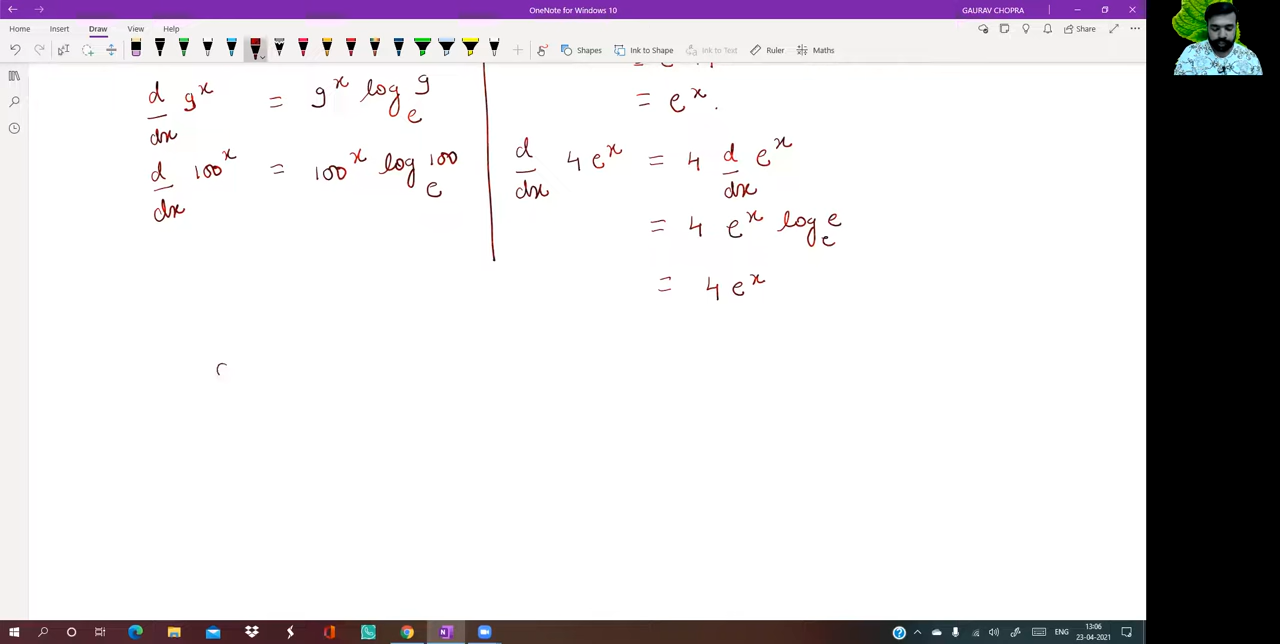 OneNote for Windows 10
GAURAV CHOPRA
Home Insert Draw View Help
Shapes Ink to Shape Ink to Text Ruler Maths
Share
d/dx 9^x = 9^x log_e 9
d/dx 100^x = 100^x log_e 100
= e^x.
d/dx 4e^x = 4 d/dx e^x
= 4 e^x log_e e
= 4e^x
ENG
13:06
23-04-2021